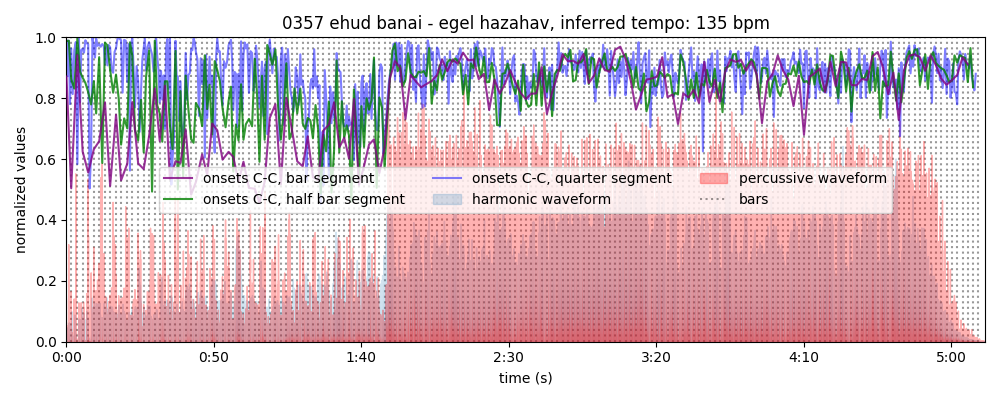 0357 ehud banai - egel hazahav, inferred tempo: 135 bpm
normalized values
1.0
0.8
0.6
0.4
0.2
0.0
onsets C-C, bar segment
onsets C-C, half bar segment
onsets C-C, quarter segment
harmonic waveform
percussive waveform
bars
0:00 0:50 1:40 2:30 3:20 4:10 5:00
time (s)